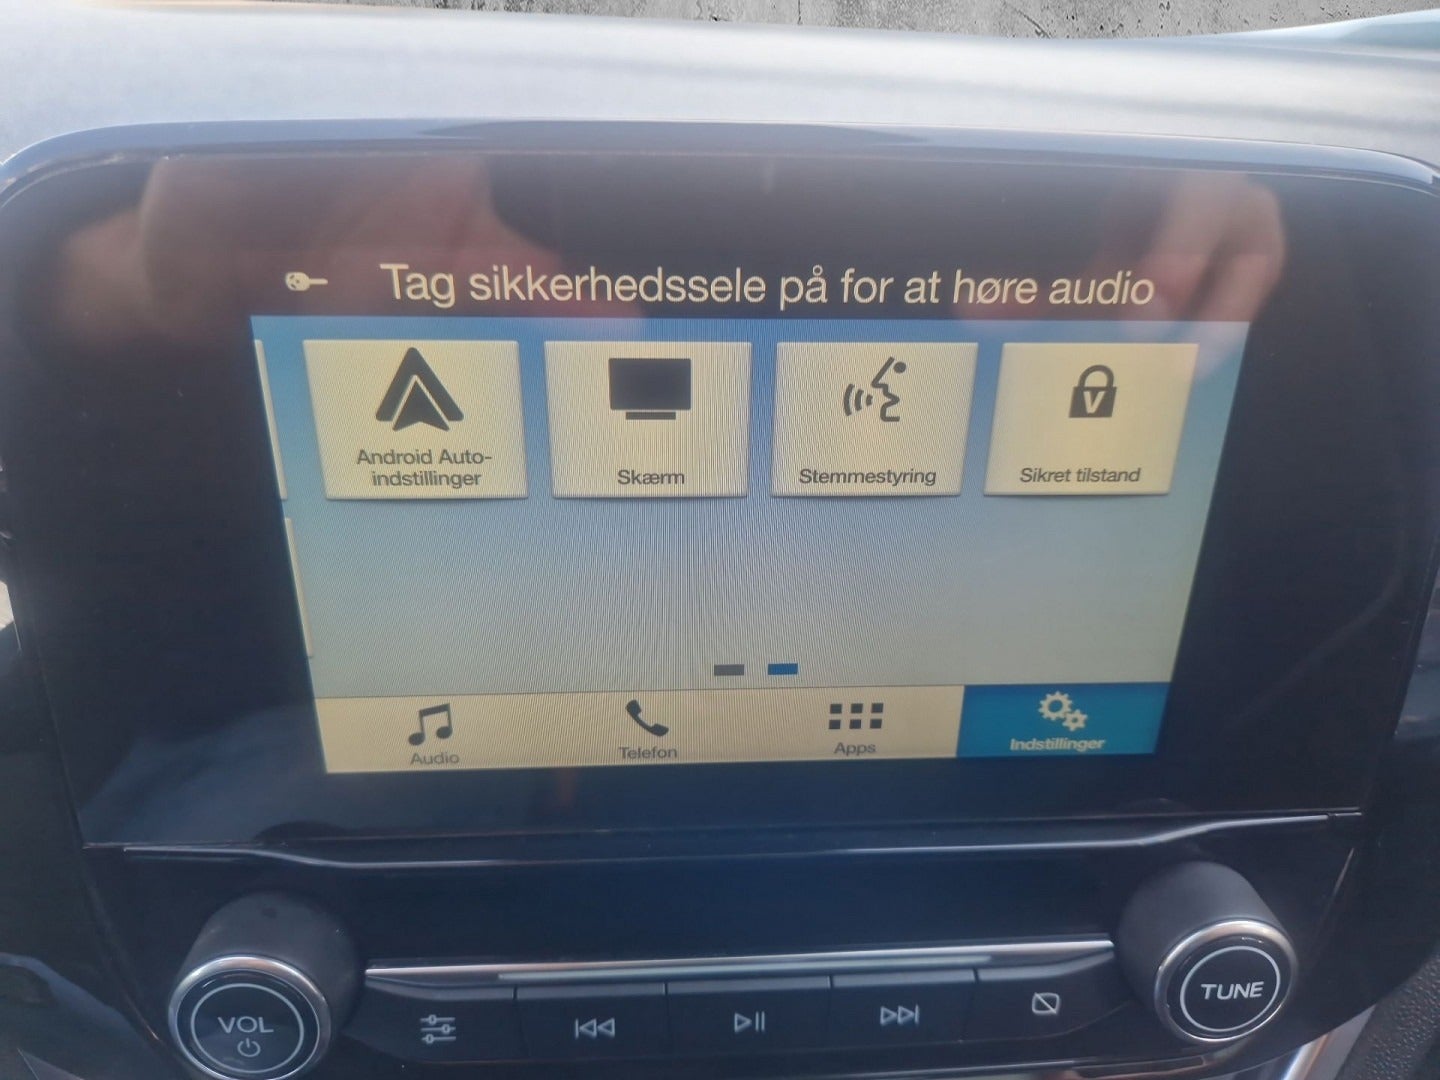 Tag sikkerhedssele på for at høre audio
Android Auto-
indstillinger
Skærm
Stemmestyring
V
Sikret tilstand
Audio
Telefon
Apps
Indstillinger
VOL
TUNE